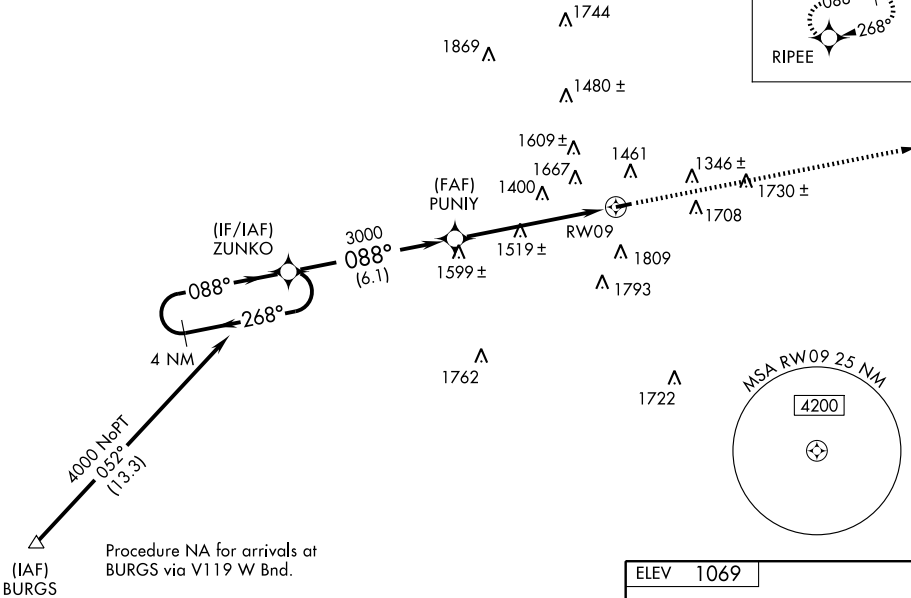 1744
1869
088°
268°
RIPEE
1480 ±
1609 ±
1667
1461
1346 ±
1400
1730 ±
(FAF)
PUNIY
1708
RW09
(IF/IAF)
ZUNKO
3000
088°
(6.1)
1519 ±
1599 ±
1809
1793
088°
268°
4 NM
1762
1722
MSA RW09 25 NM
4200
4000 NoPT
052°
(13.3)
(IAF)
BURGS
Procedure NA for arrivals at
BURGS via V119 W Bnd.
ELEV 1069